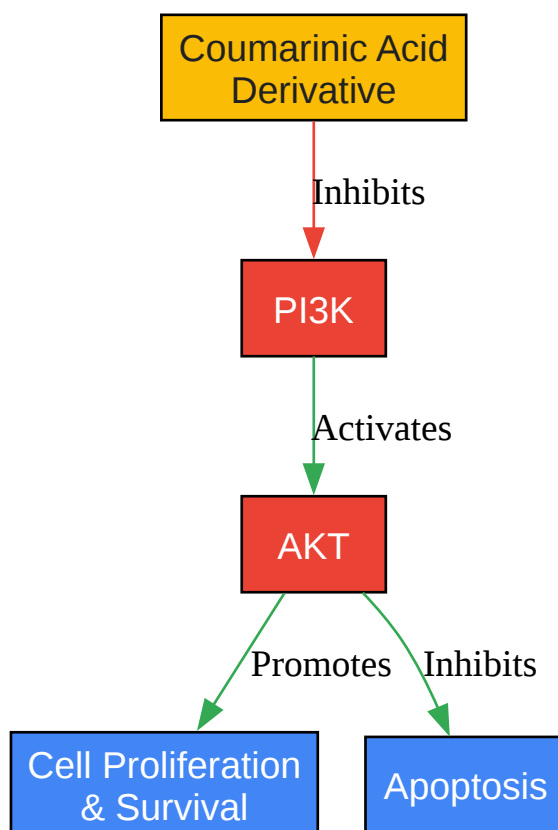 Coumarinic Acid
Derivative
Inhibits
PI3K
Activates
AKT
Promotes
Inhibits
Cell Proliferation
& Survival
Apoptosis